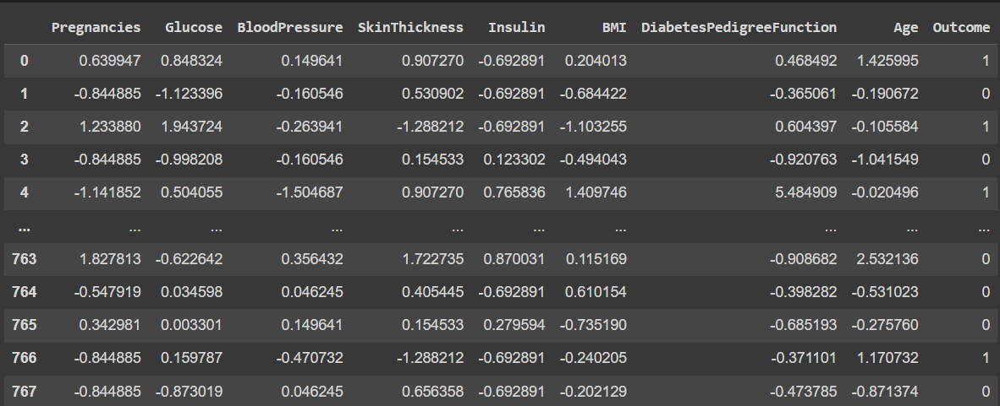 Pregnancies Glucose BloodPressure SkinThickness Insulin BMI DiabetesPedigreeFunction Age Outcome
0 0.639947 0.848324 0.149641 0.907270 -0.692891 0.204013 0.468492 1.425995 1
1 -0.844885 -1.123396 -0.160546 0.530902 -0.692891 -0.684422 -0.365061 -0.190672 0
2 1.233880 1.943724 -0.263941 -1.288212 -0.692891 -1.103255 0.604397 -0.105584 1
3 -0.844885 -0.998208 -0.160546 0.154533 0.123302 -0.494043 -0.920763 -1.041549 0
4 -1.141852 0.504055 -1.504687 0.907270 0.765836 1.409746 5.484909 -0.020496 1
... ... ... ... ... ... ... ... ... ...
763 1.827813 -0.622642 0.356432 1.722735 0.870031 0.115169 -0.908682 2.532136 0
764 -0.547919 0.034598 0.046245 0.405445 -0.692891 0.610154 -0.398282 -0.531023 0
765 0.342981 0.003301 0.149641 0.154533 0.279594 -0.735190 -0.685193 -0.275760 0
766 -0.844885 0.159787 -0.470732 -1.288212 -0.692891 -0.240205 -0.371101 1.170732 1
767 -0.844885 -0.873019 0.046245 0.656358 -0.692891 -0.202129 -0.473785 -0.871374 0